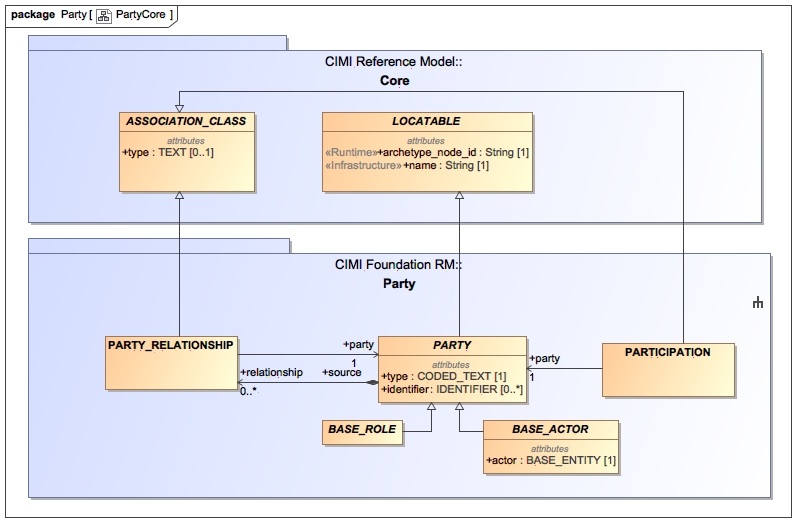 package Party [ PartyCore ]
CIMI Reference Model::
Core
ASSOCIATION_CLASS
attributes
+type : TEXT [0..1]
LOCATABLE
attributes
«Runtime»+archetype_node_id : String [1]
«Infrastructure»+name : String [1]
CIMI Foundation RM::
Party
PARTY_RELATIONSHIP
+party
1
+relationship
+source
0..*
PARTY
attributes
+type : CODED_TEXT [1]
+identifier : IDENTIFIER [0..*]
+party
1
PARTICIPATION
BASE_ROLE
BASE_ACTOR
attributes
+actor : BASE_ENTITY [1]